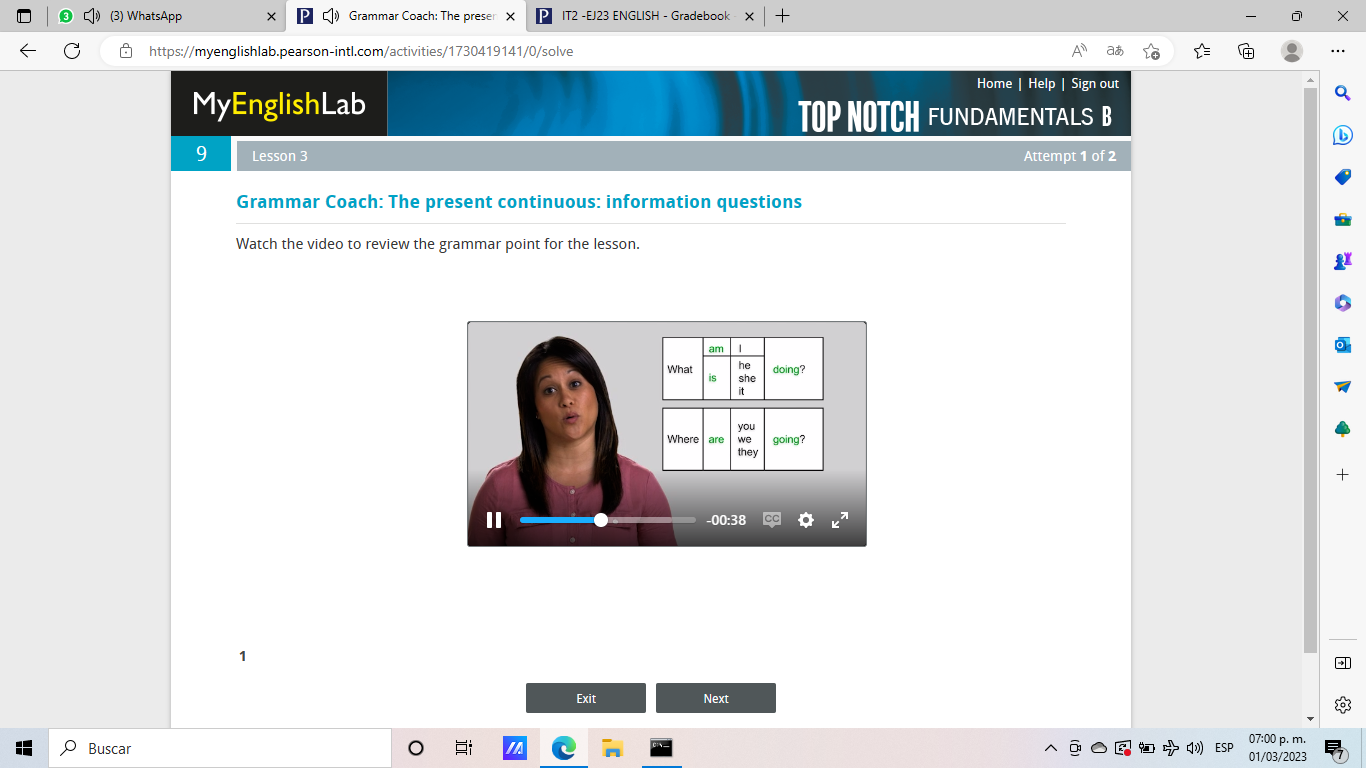 (3) WhatsApp
Grammar Coach: The presen
IT2 -EJ23 ENGLISH - Gradebook
https://myenglishlab.pearson-intl.com/activities/1730419141/0/solve
MyEnglishLab
Home | Help | Sign out
TOP NOTCH FUNDAMENTALS B
9
Lesson 3
Attempt 1 of 2
Grammar Coach: The present continuous: information questions
Watch the video to review the grammar point for the lesson.
What
am
I
is
he
she
it
doing?
Where
are
you
we
they
going?
-00:38
CC
1
Exit
Next
Buscar
ESP
07:00 p. m.
01/03/2023
7